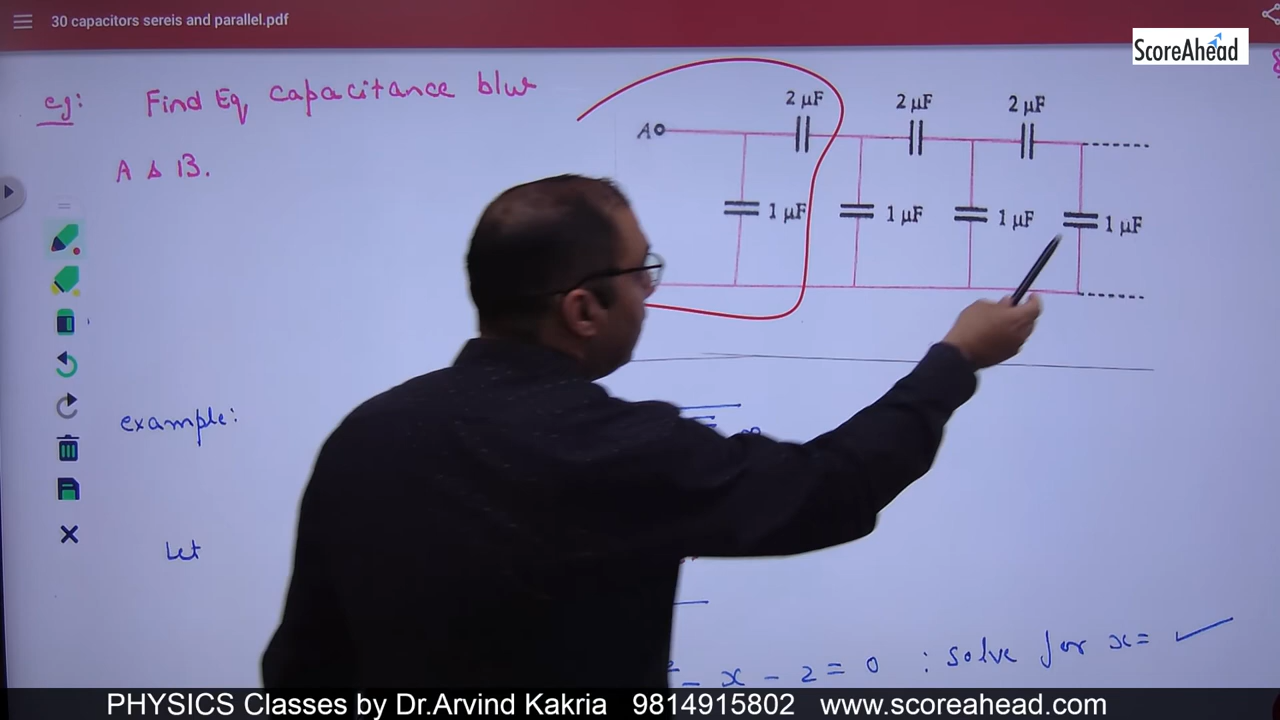 30 capacitors sereis and parallel.pdf
ScoreAhead
eg: Find Eq capacitance blw
A & B.
A
2 μF 2 μF 2 μF
1 μF 1 μF 1 μF 1 μF
example:
∞
Let
- x - 2 = 0 : solve for x = ✓
PHYSICS Classes by Dr.Arvind Kakria 9814915802 www.scoreahead.com